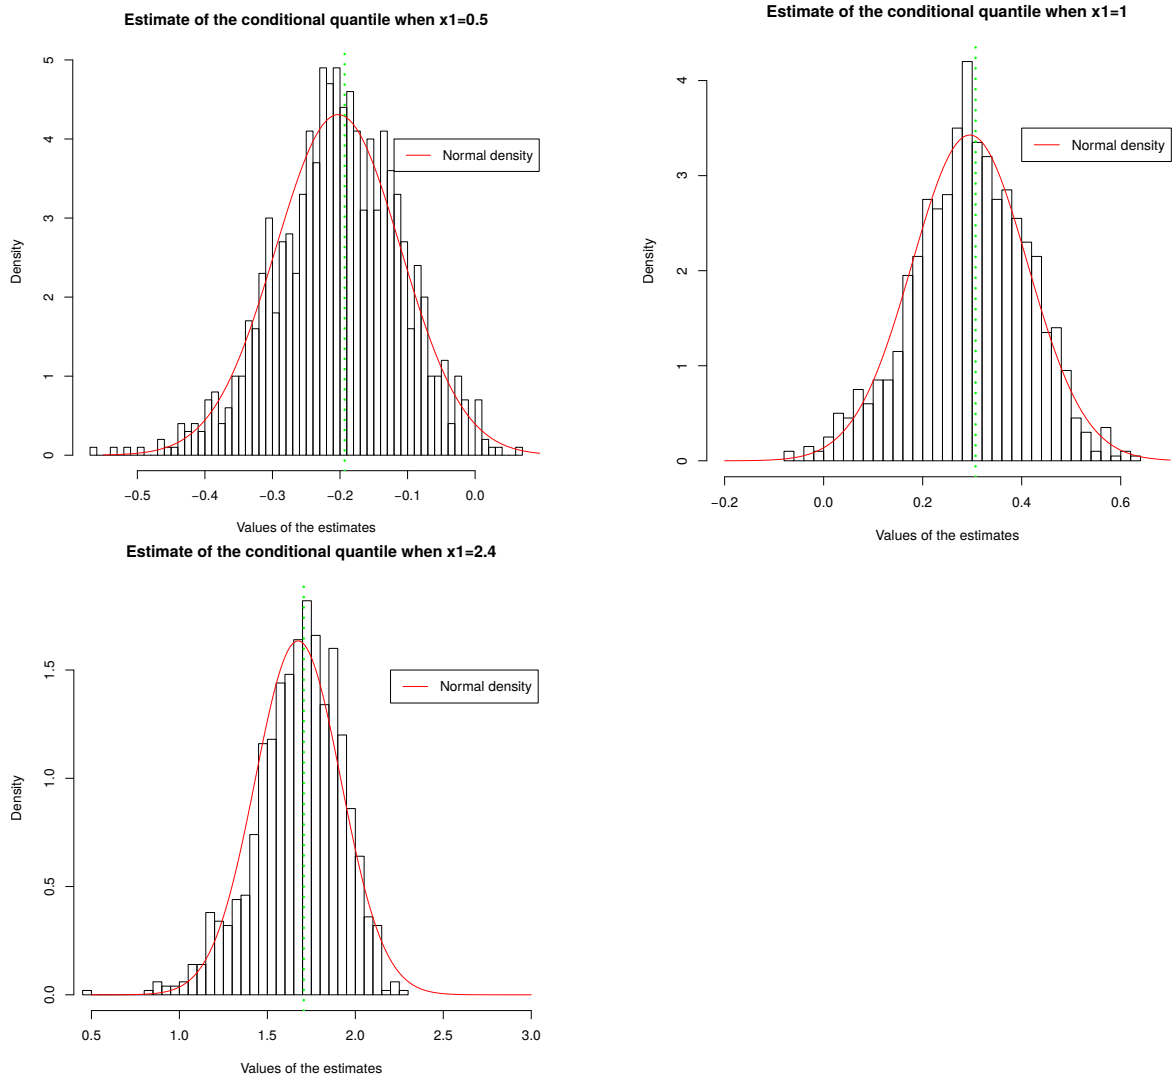 Estimate of the conditional quantile when x1=0.5
5
4
3
2
1
0
Density
Normal density
−0.5 −0.4 −0.3 −0.2 −0.1 0.0
Values of the estimates
Estimate of the conditional quantile when x1=1
4
3
2
1
0
Density
Normal density
−0.2 0.0 0.2 0.4 0.6
Values of the estimates
Estimate of the conditional quantile when x1=2.4
1.5
1.0
0.5
0.0
Density
Normal density
0.5 1.0 1.5 2.0 2.5 3.0
Values of the estimates